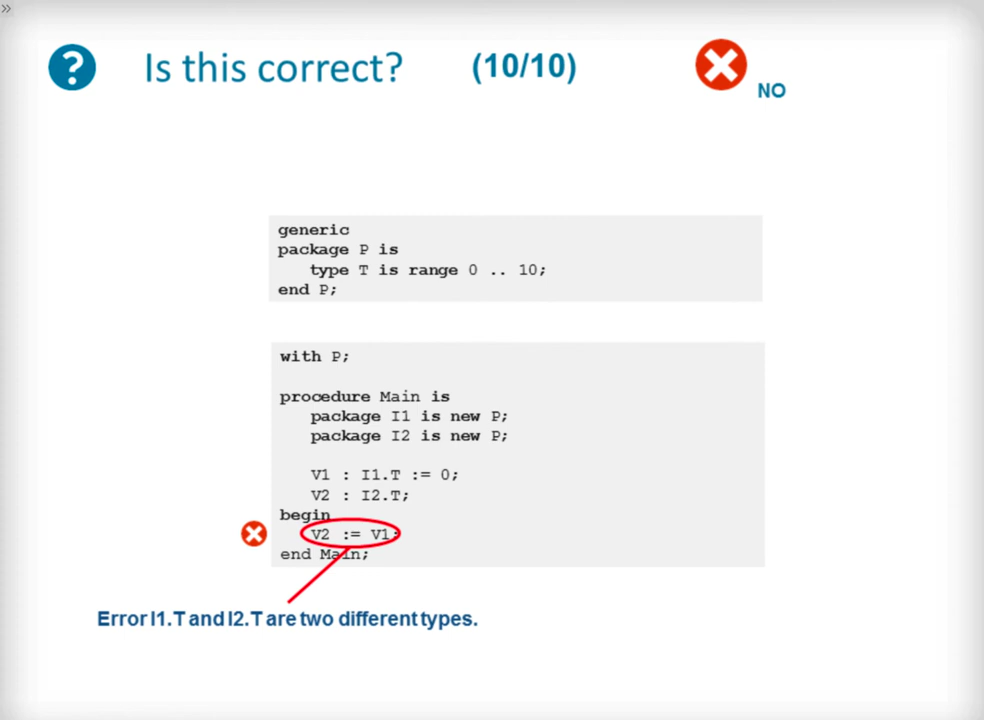 »
? Is this correct? (10/10)
NO
generic
package P is
   type T is range 0 .. 10;
end P;
with P;
procedure Main is
   package I1 is new P;
   package I2 is new P;
   V1 : I1.T := 0;
   V2 : I2.T;
begin
   V2 := V1;
end Main;
Error I1.T and I2.T are two different types.